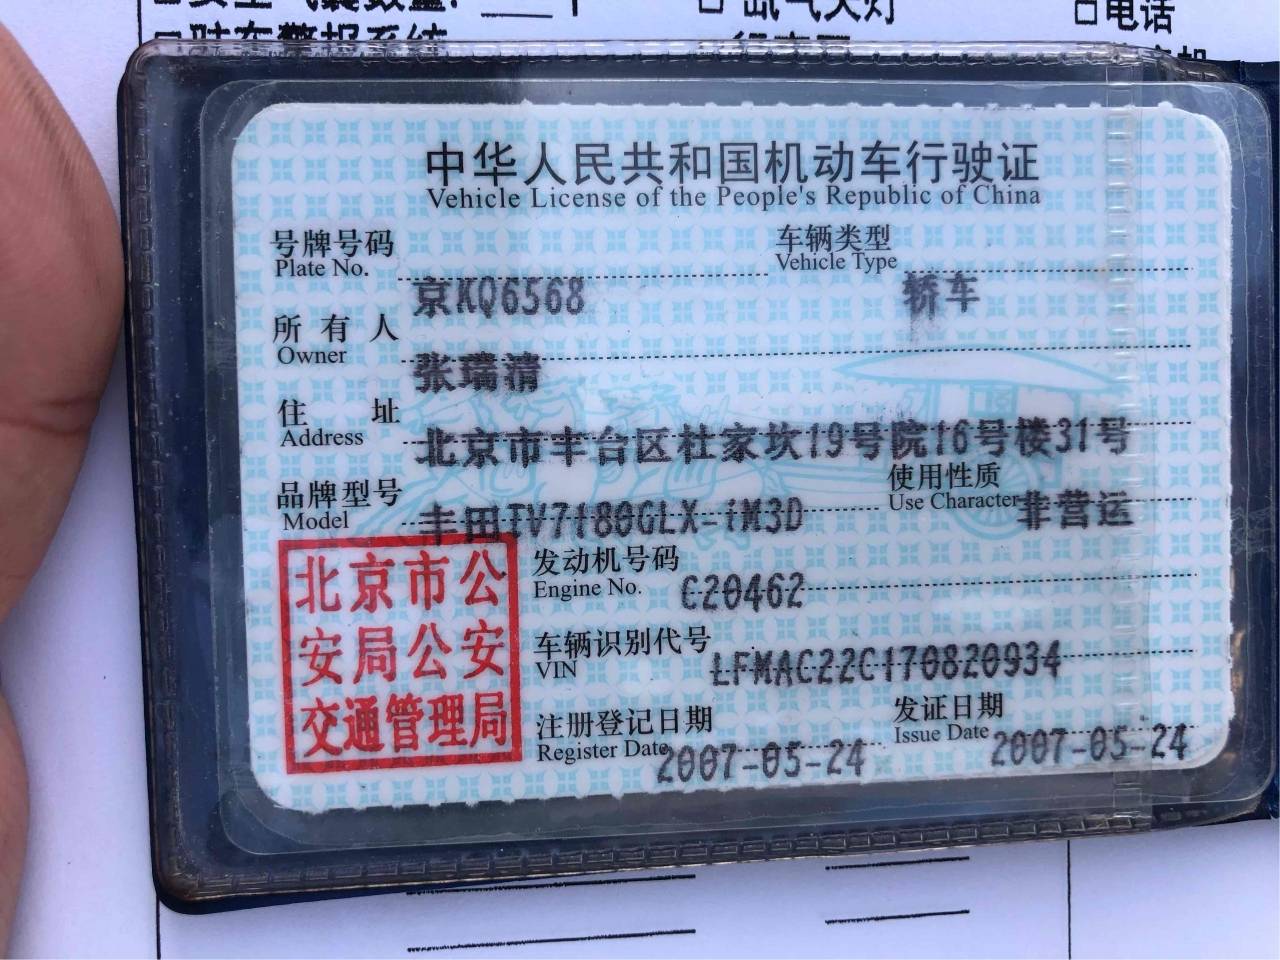 □ 氙气大灯
□电话
中华人民共和国机动车行驶证
Vehicle License of the People's Republic of China
号牌号码 京KQ6568 车辆类型 轿车
Plate No. Vehicle Type
所有人 张瑞清
Owner
住址 北京市丰台区杜家坎19号院16号楼31号
Address
品牌型号 丰田TV7180GLX-iM3D 使用性质 非营运
Model Use Character
北京市公
安局公安
交通管理局
发动机号码 C20462
Engine No.
车辆识别代号 LFMAC22C170820934
VIN
注册登记日期 2007-05-24 发证日期 2007-05-24
Register Date Issue Date